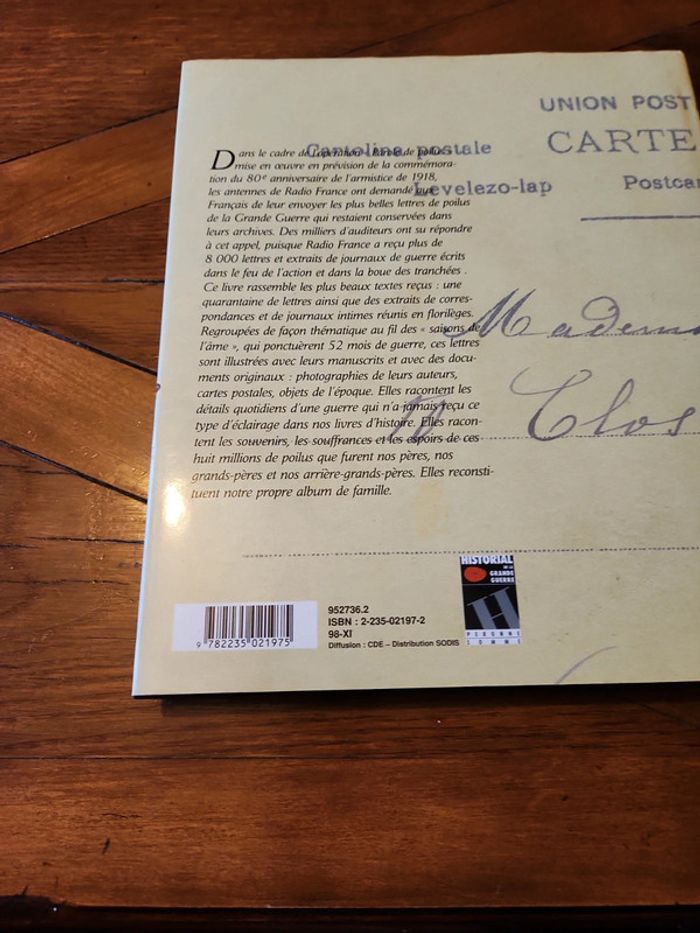 UNION POST
Cartolina postale
CARTE
Levelezo-lap
Postcar
Dans le cadre de l'opération « Parole de poilus »
mise en œuvre en prévision de la commémora-
tion du 80e anniversaire de l'armistice de 1918,
les antennes de Radio France ont demandé aux
Français de leur envoyer les plus belles lettres de poilus
de la Grande Guerre qui restaient conservées dans
leurs archives. Des milliers d'auditeurs ont su répondre
à cet appel, puisque Radio France a reçu plus de
8 000 lettres et extraits de journaux de guerre écrits
dans le feu de l'action et dans la boue des tranchées .
Ce livre rassemble les plus beaux textes reçus : une
quarantaine de lettres ainsi que des extraits de corres-
pondances et de journaux intimes réunis en florilèges.
Regroupées de façon thématique au fil des « saisons de
l'âme », qui ponctuèrent 52 mois de guerre, ces lettres
sont illustrées avec leurs manuscrits et avec des docu-
ments originaux : photographies de leurs auteurs,
cartes postales, objets de l'époque. Elles racontent les
détails quotidiens d'une guerre qui n'a jamais reçu ce
type d'éclairage dans nos livres d'histoire. Elles racon-
tent les souvenirs, les souffrances et les espoirs de ces
huit millions de poilus que furent nos pères, nos
grands-pères et nos arrière-grands-pères. Elles reconsti-
tuent notre propre album de famille.
Madem
Clos
HISTORIAL
DE LA
GRANDE
GUERRE
H
PERONNE
SOMME
952736.2
ISBN : 2-235-02197-2
98-XI
Diffusion : CDE – Distribution SODIS
9 782235 021975